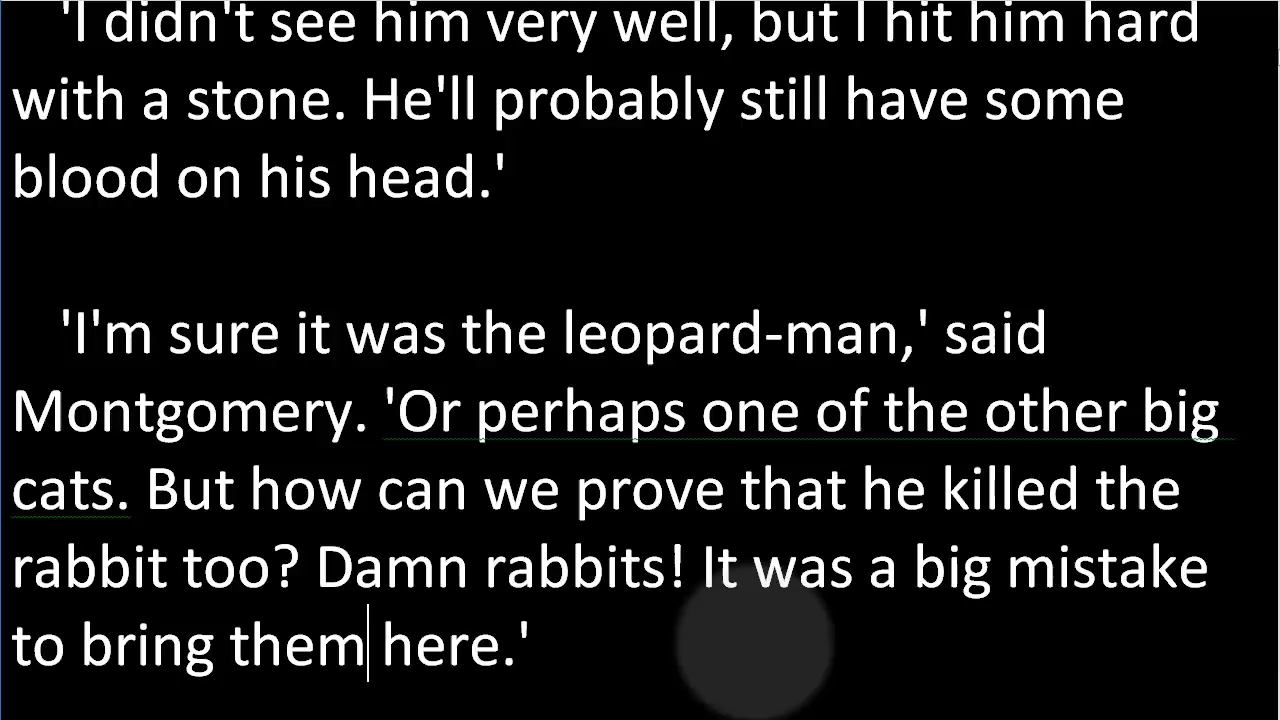 'I didn't see him very well, but I hit him hard
with a stone. He'll probably still have some
blood on his head.'
'I'm sure it was the leopard-man,' said
Montgomery. 'Or perhaps one of the other big
cats. But how can we prove that he killed the
rabbit too? Damn rabbits! It was a big mistake
to bring them here.'